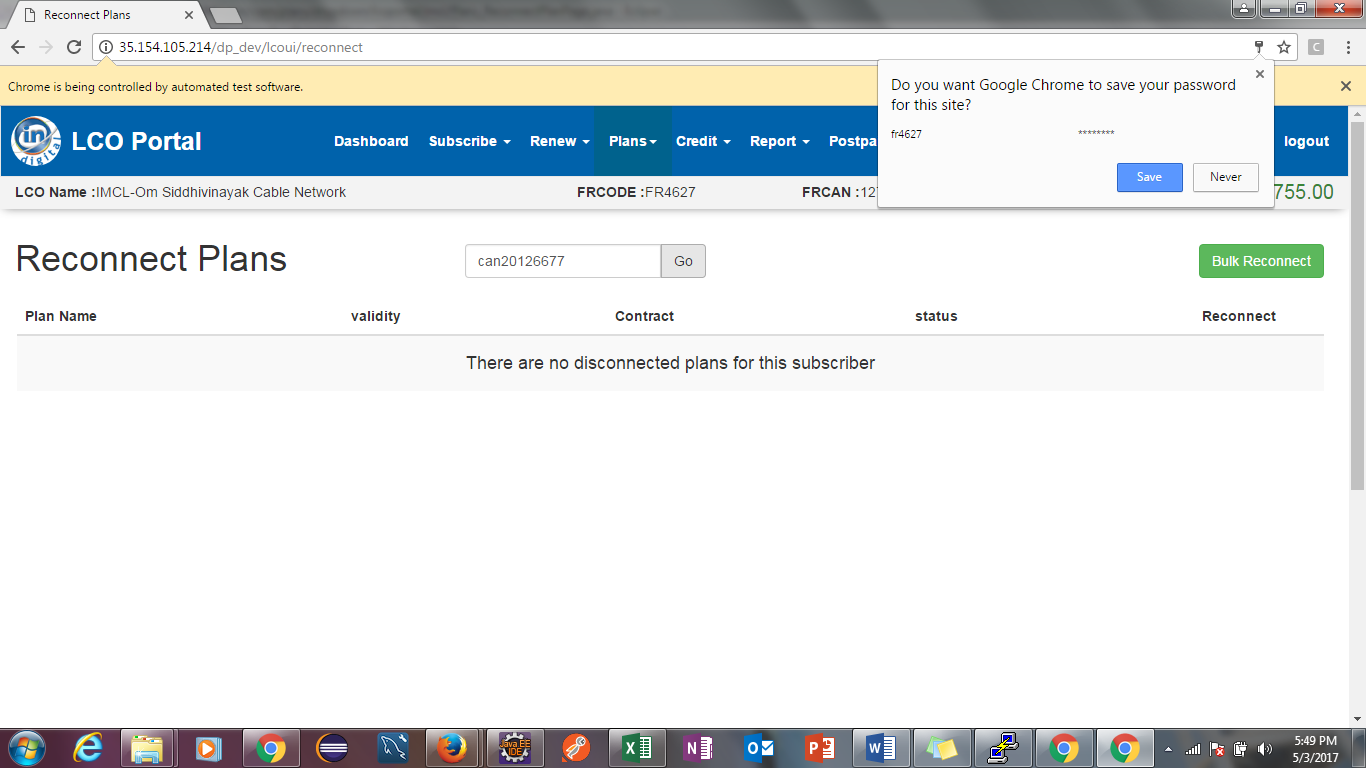 Reconnect Plans
35.154.105.214/dp_dev/lcoui/reconnect
C
Chrome is being controlled by automated test software.
Do you want Google Chrome to save your password
for this site?
fr4627 ********
Save Never
in
digital
LCO Portal Dashboard Subscribe Renew Plans Credit Report Postpa logout
LCO Name :IMCL-Om Siddhivinayak Cable Network FRCODE :FR4627 FRCAN :12 755.00
Reconnect Plans can20126677 Go Bulk Reconnect
Plan Name validity Contract status Reconnect
There are no disconnected plans for this subscriber
Java EE
IDE
5:49 PM
5/3/2017